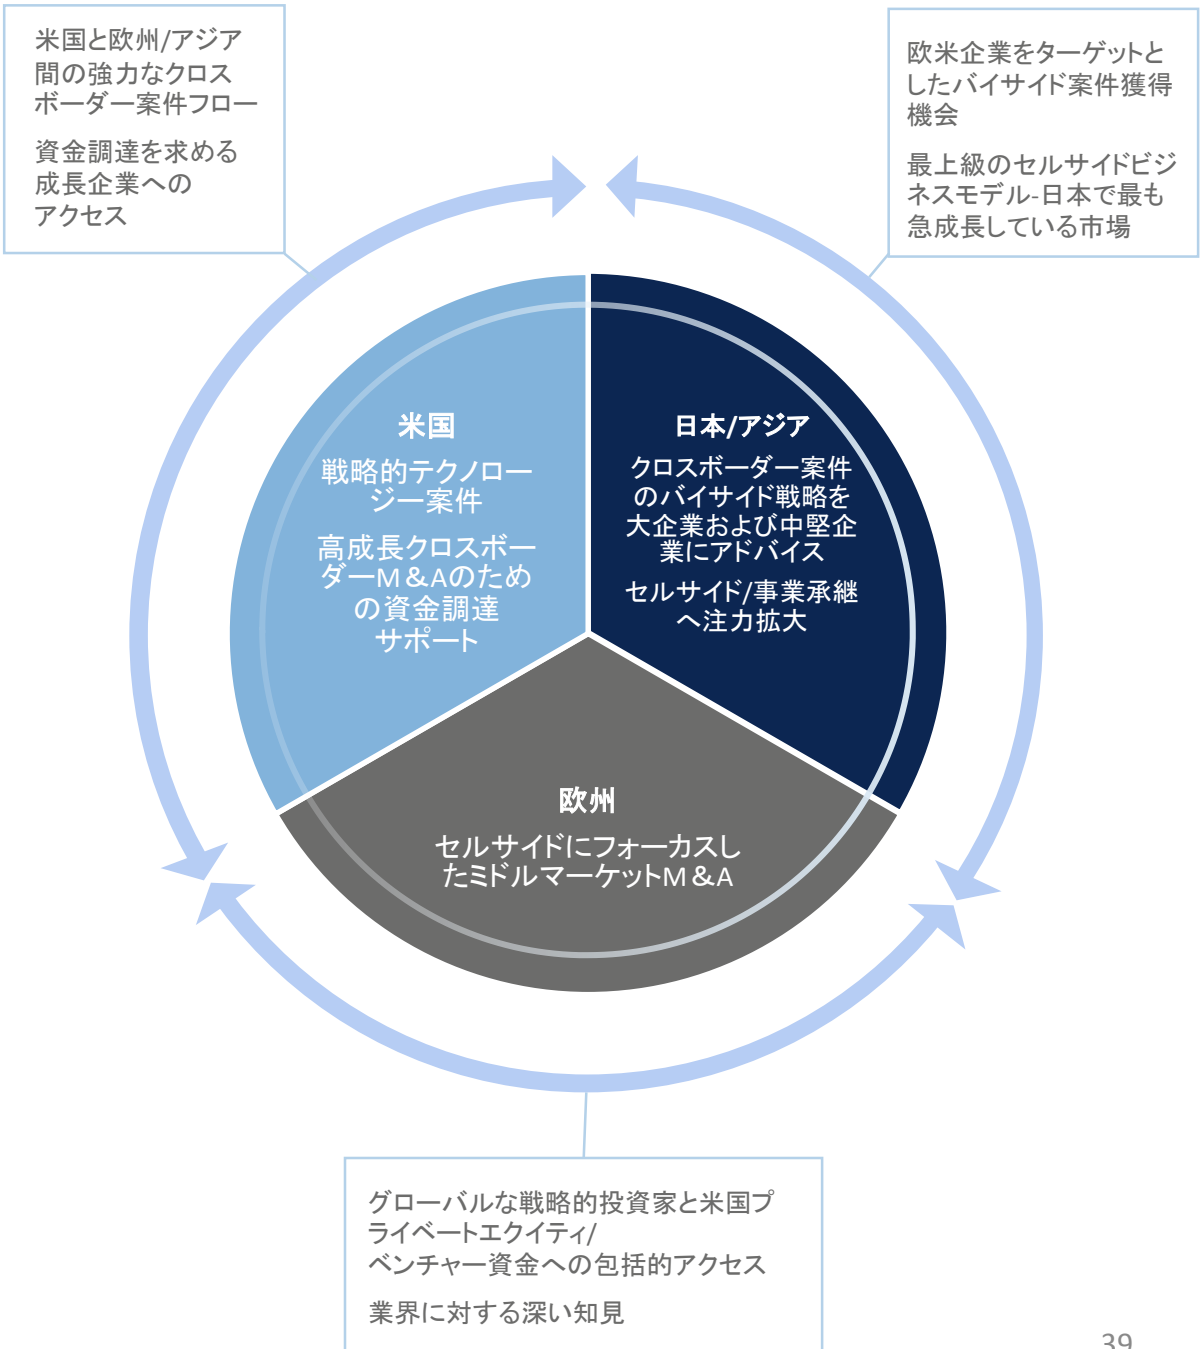 米国と欧州/アジア
間の強力なクロス
ボーダー案件フロー
資金調達を求める
成長企業への
アクセス
欧米企業をターゲットと
したバイサイド案件獲得
機会
最上級のセルサイドビジ
ネスモデル-日本で最も
急成長している市場
米国
戦略的テクノロー
ジー案件
高成長クロスボー
ダーM&Aのため
の資金調達
サポート
日本/アジア
クロスボーダー案件
のバイサイド戦略を
大企業および中堅企
業にアドバイス
セルサイド/事業承継
へ注力拡大
欧州
セルサイドにフォーカスし
たミドルマーケットM&A
グローバルな戦略的投資家と米国プ
ライベートエクイティ/
ベンチャー資金への包括的アクセス
業界に対する深い知見
39